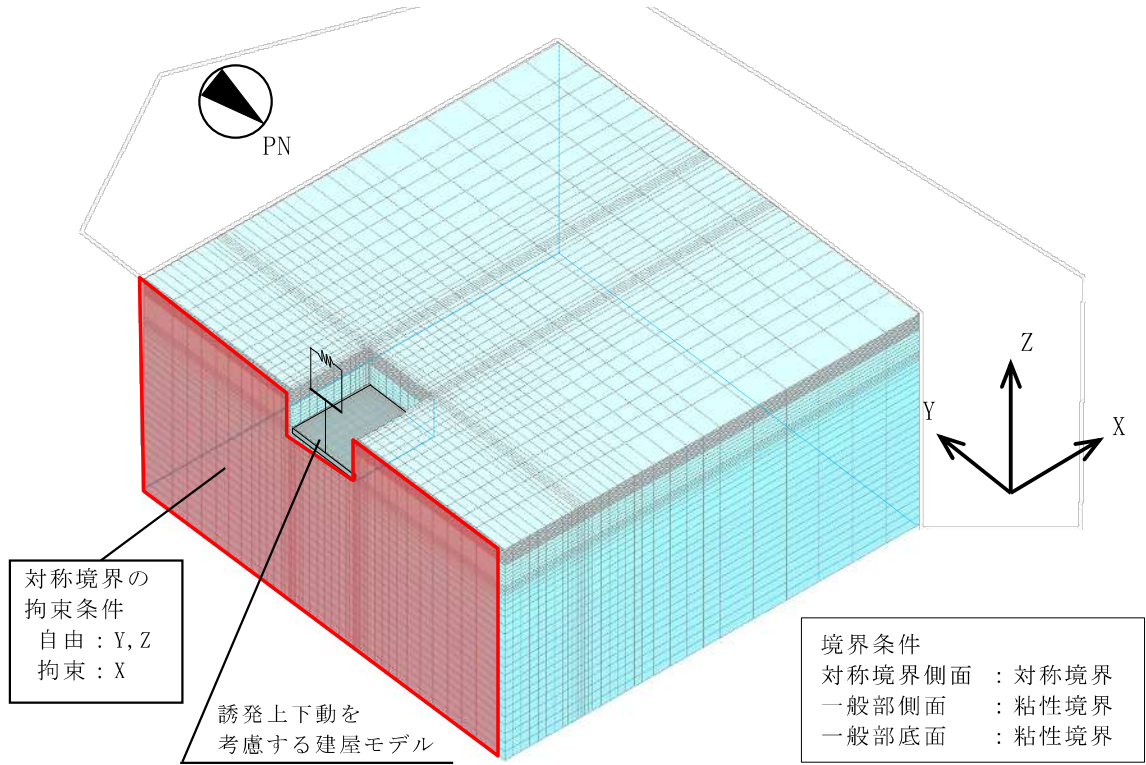 PN
Z
Y
X
対称境界の
拘束条件
自由：Y,Z
拘束：X
誘発上下動を
考慮する建屋モデル
境界条件
対称境界側面　：対称境界
一般部側面　　：粘性境界
一般部底面　　：粘性境界